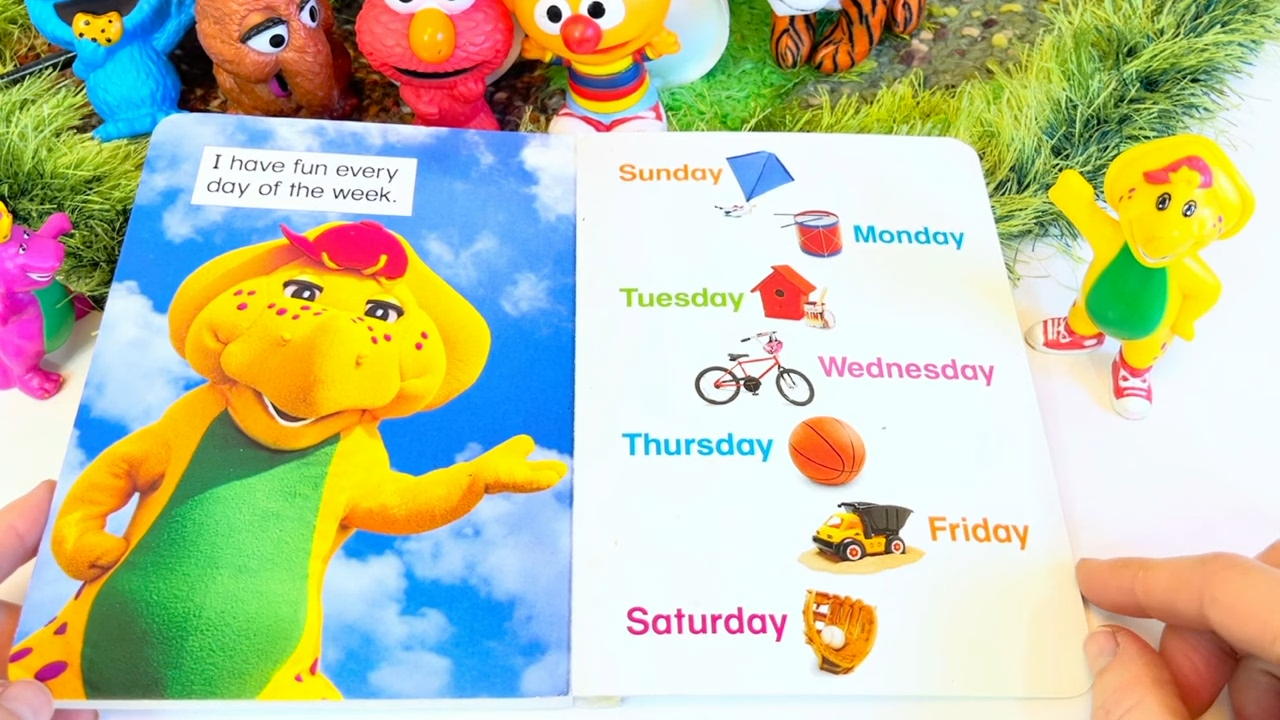 I have fun every
day of the week.
Sunday
Monday
Tuesday
Wednesday
Thursday
Friday
Saturday